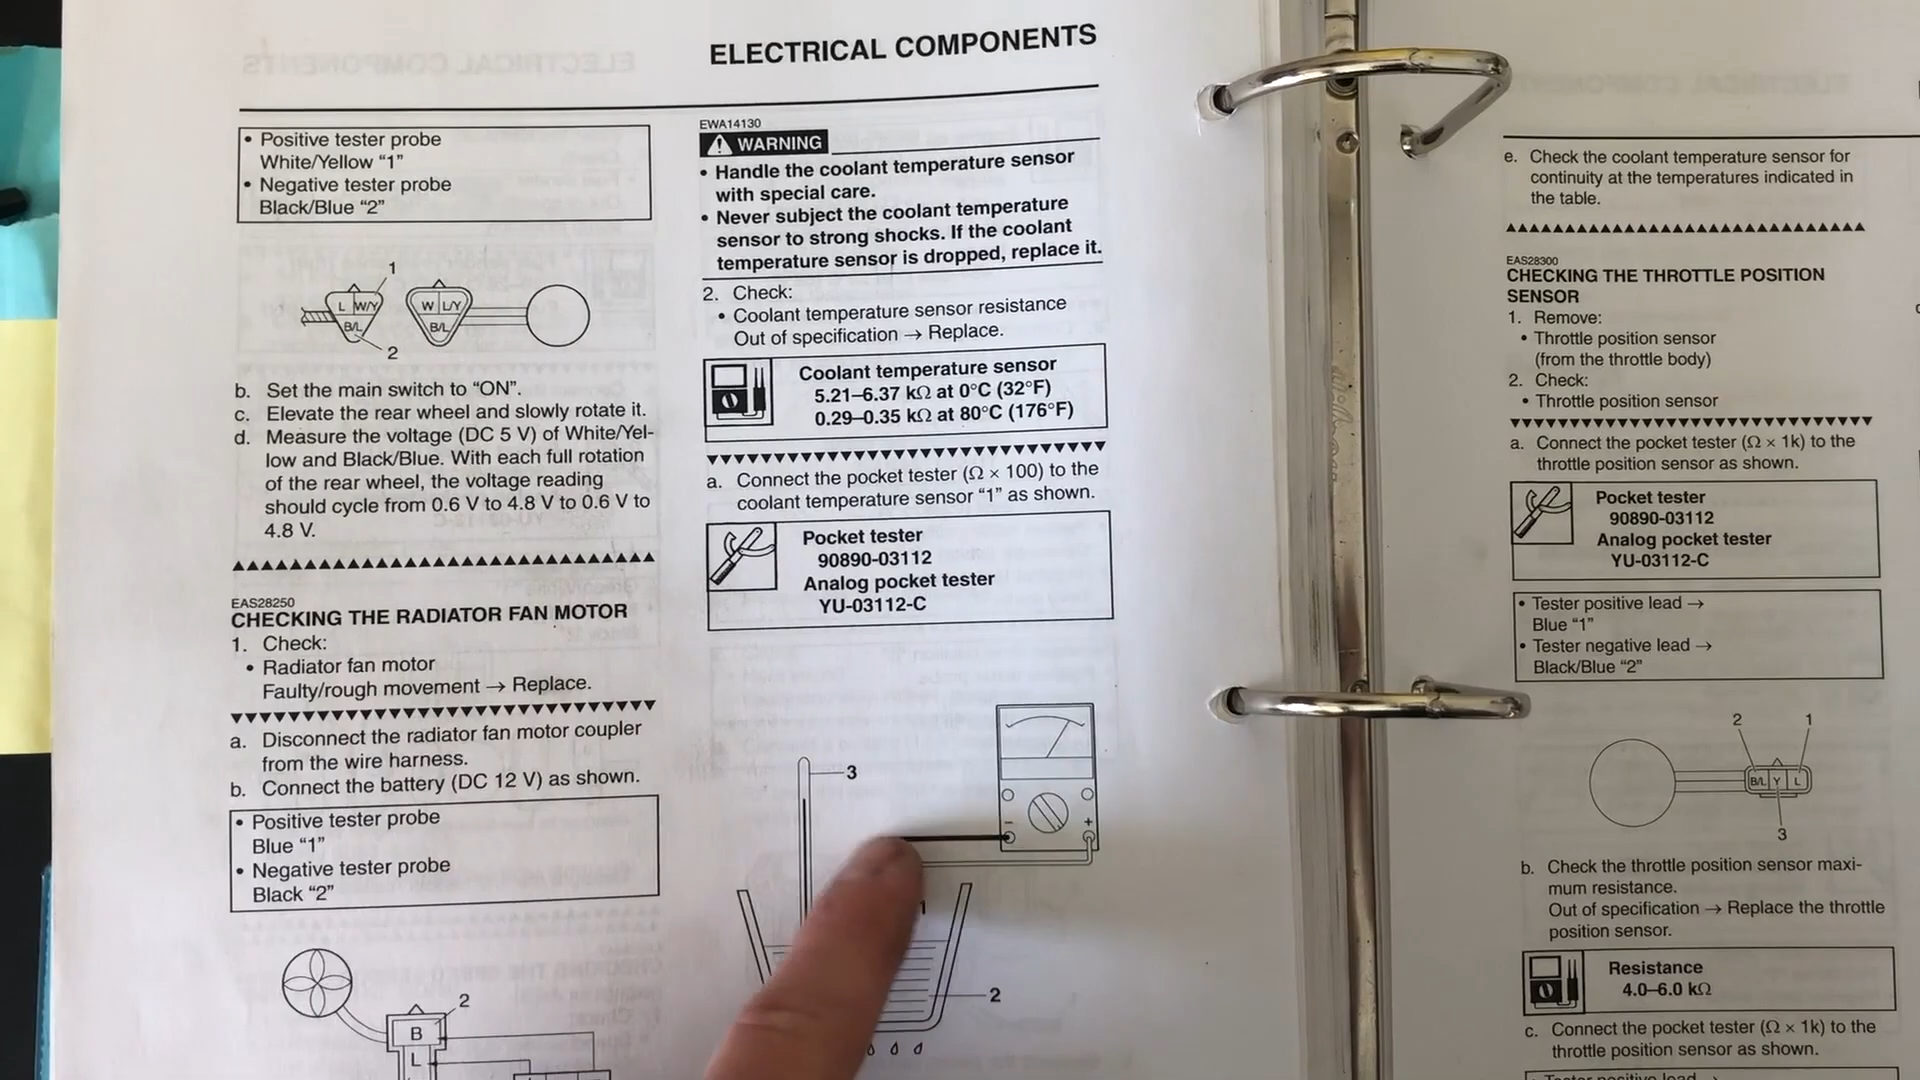 ELECTRICAL COMPONENTS
• Positive tester probe
White/Yellow “1”
• Negative tester probe
Black/Blue “2”
1
L W/Y
B/L
W L/Y
B/L
2
b. Set the main switch to “ON”.
c. Elevate the rear wheel and slowly rotate it.
d. Measure the voltage (DC 5 V) of White/Yel-
low and Black/Blue. With each full rotation
of the rear wheel, the voltage reading
should cycle from 0.6 V to 4.8 V to 0.6 V to
4.8 V.
EAS28250
CHECKING THE RADIATOR FAN MOTOR
1. Check:
• Radiator fan motor
Faulty/rough movement → Replace.
a. Disconnect the radiator fan motor coupler
from the wire harness.
b. Connect the battery (DC 12 V) as shown.
• Positive tester probe
Blue “1”
• Negative tester probe
Black “2”
2
B
L
EWA14130
WARNING
• Handle the coolant temperature sensor
with special care.
• Never subject the coolant temperature
sensor to strong shocks. If the coolant
temperature sensor is dropped, replace it.
2. Check:
• Coolant temperature sensor resistance
Out of specification → Replace.
Coolant temperature sensor
5.21–6.37 kΩ at 0°C (32°F)
0.29–0.35 kΩ at 80°C (176°F)
a. Connect the pocket tester (Ω × 100) to the
coolant temperature sensor “1” as shown.
Pocket tester
90890-03112
Analog pocket tester
YU-03112-C
3
– +
1
2
e. Check the coolant temperature sensor for
continuity at the temperatures indicated in
the table.
EAS28300
CHECKING THE THROTTLE POSITION
SENSOR
1. Remove:
• Throttle position sensor
(from the throttle body)
2. Check:
• Throttle position sensor
a. Connect the pocket tester (Ω × 1k) to the
throttle position sensor as shown.
Pocket tester
90890-03112
Analog pocket tester
YU-03112-C
• Tester positive lead →
Blue “1”
• Tester negative lead →
Black/Blue “2”
2 1
B/L Y L
3
b. Check the throttle position sensor maxi-
mum resistance.
Out of specification → Replace the throttle
position sensor.
Resistance
4.0–6.0 kΩ
c. Connect the pocket tester (Ω × 1k) to the
throttle position sensor as shown.
• Tester positive lead →